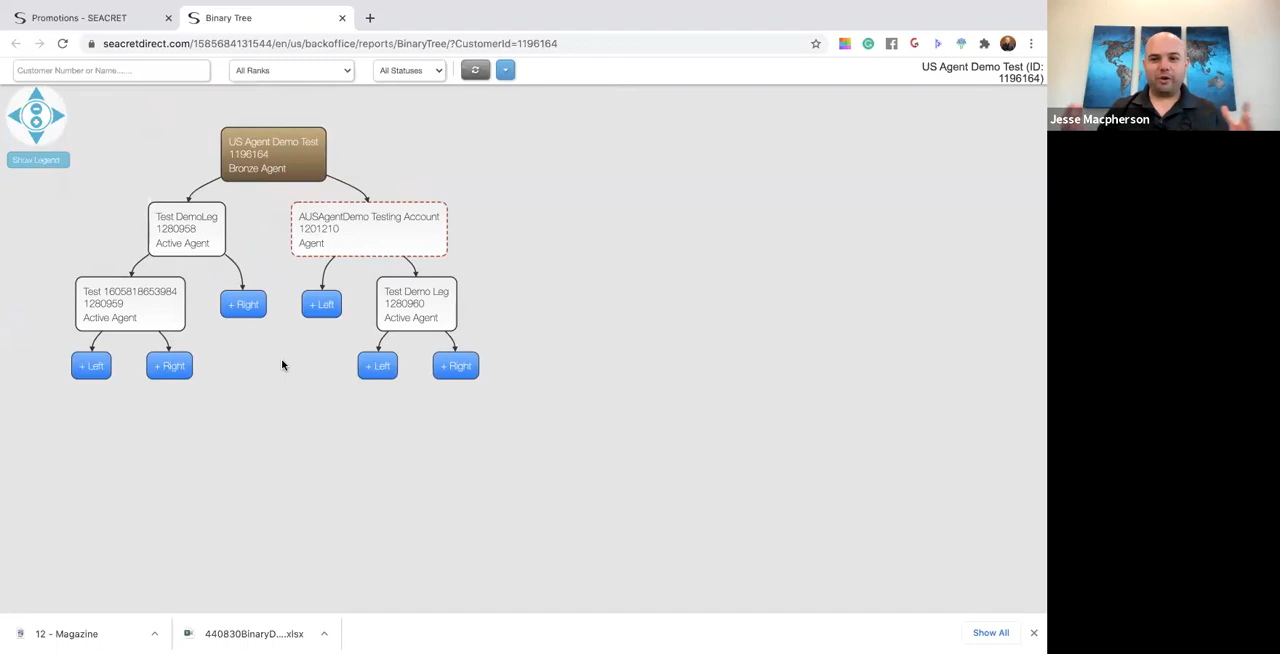 Promotions - SEACRET
Binary Tree
seacretdirect.com/1585684131544/en/us/backoffice/reports/BinaryTree/?CustomerId=1196164
Customer Number or Name......
All Ranks
All Statuses
US Agent Demo Test (ID:
1196164)
Show Legend
US Agent Demo Test
1196164
Bronze Agent
Test DemoLeg
1280958
Active Agent
AUSAgentDemo Testing Account
1201210
Agent
Test 1605818653984
1280959
Active Agent
+ Right
+ Left
Test Demo Leg
1280960
Active Agent
+ Left
+ Right
+ Left
+ Right
12 - Magazine
440830BinaryD....xlsx
Show All
Jesse Macpherson